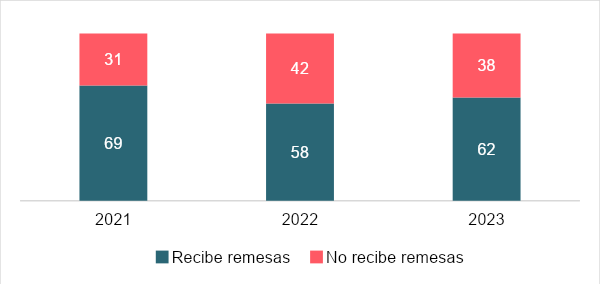 31 42 38
69 58 62
2021 2022 2023
Recibe remesas No recibe remesas